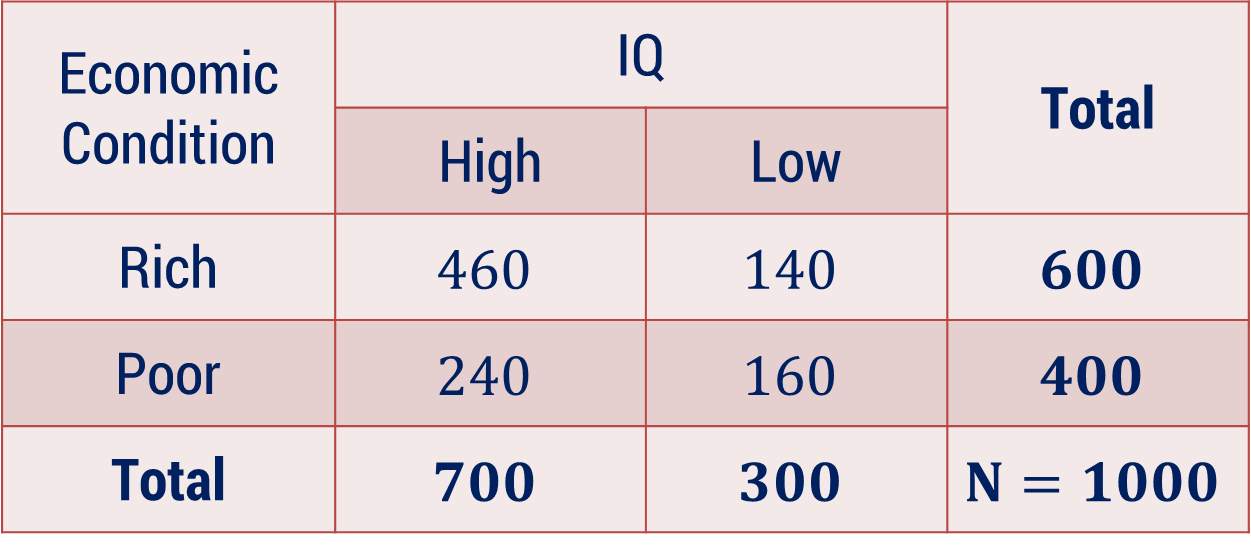 Economic
Condition
IQ
Total
High
Low
Rich
460
140
600
Poor
240
160
400
Total
700
300
N = 1000